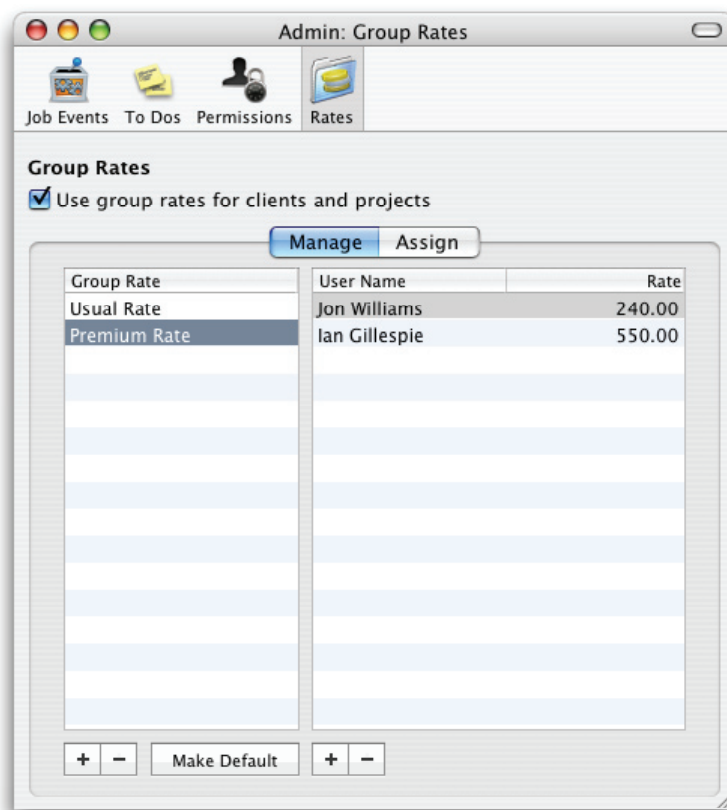 Admin: Group Rates
Job Events To Dos Permissions Rates
Group Rates
Use group rates for clients and projects
Manage Assign
Group Rate User Name Rate
Usual Rate Jon Williams 240.00
Premium Rate Ian Gillespie 550.00
+ − Make Default + −